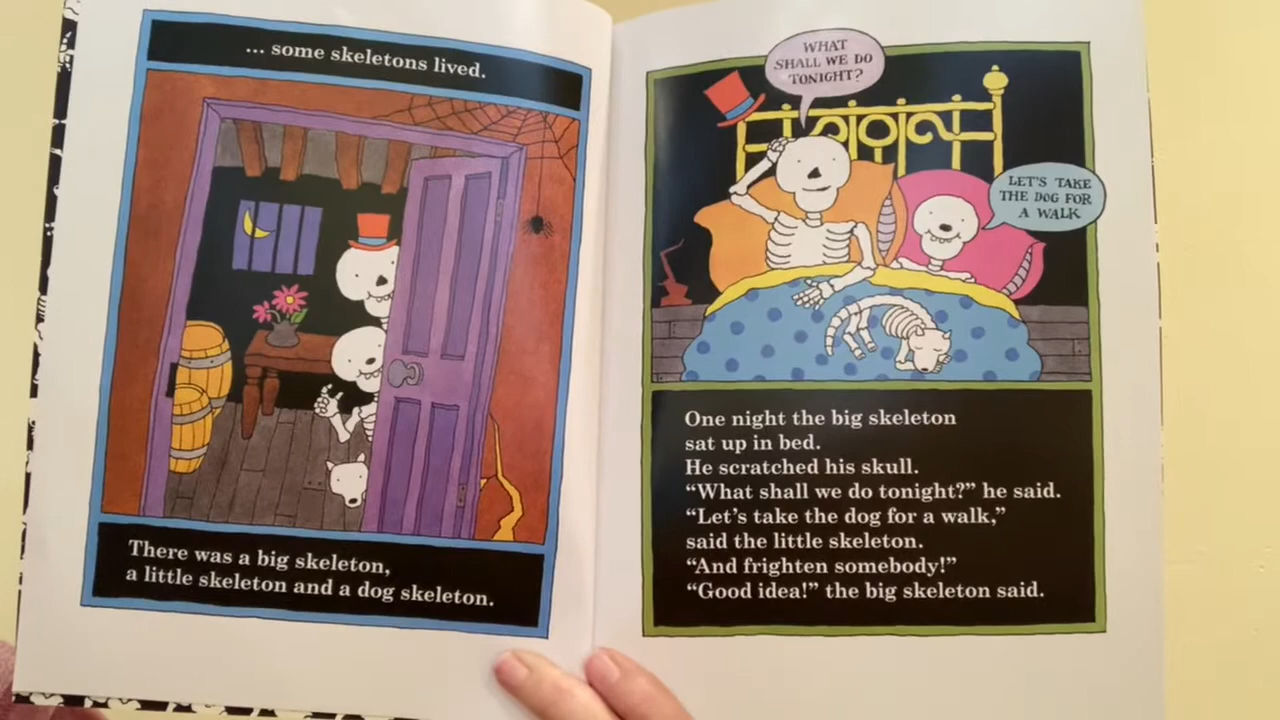 ... some skeletons lived.
There was a big skeleton,
a little skeleton and a dog skeleton.
WHAT
SHALL WE DO
TONIGHT?
LET'S TAKE
THE DOG FOR
A WALK
One night the big skeleton
sat up in bed.
He scratched his skull.
“What shall we do tonight?” he said.
“Let’s take the dog for a walk,”
said the little skeleton.
“And frighten somebody!”
“Good idea!” the big skeleton said.